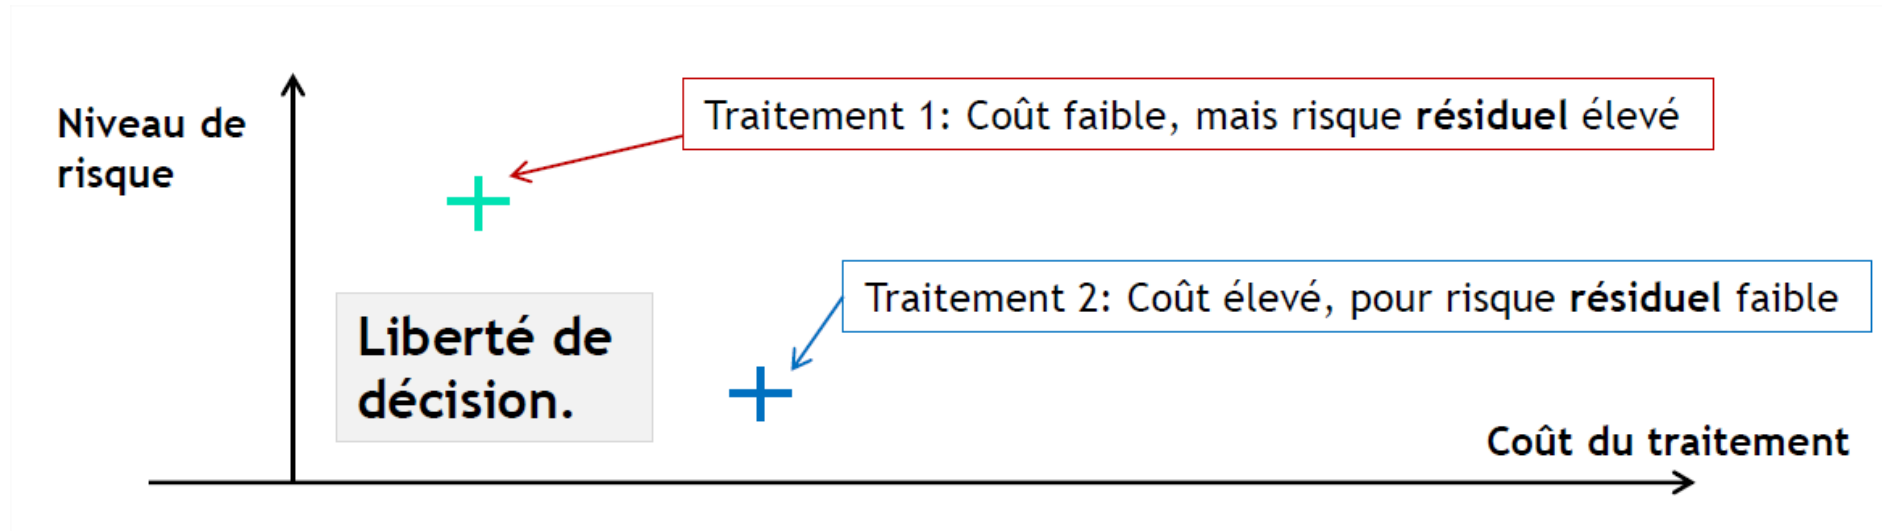 Niveau de
risque
Traitement 1: Coût faible, mais risque résiduel élevé
Traitement 2: Coût élevé, pour risque résiduel faible
Liberté de
décision.
Coût du traitement